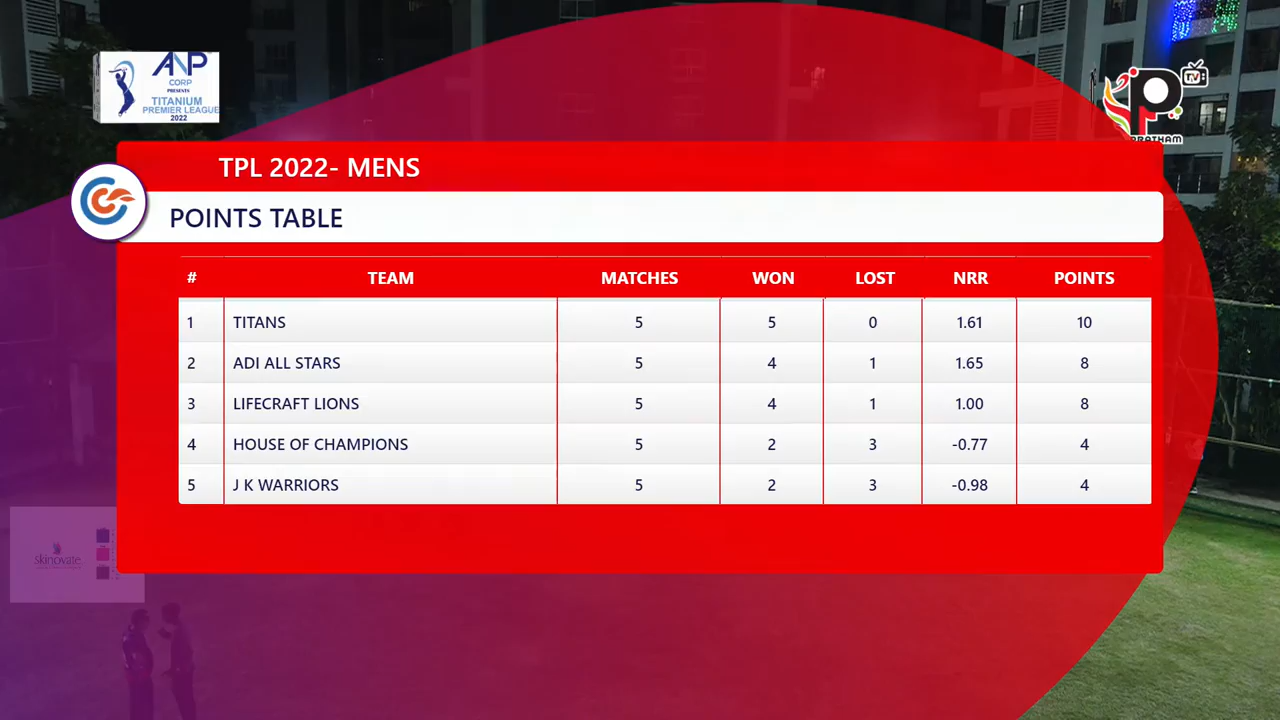 ANP
CORP
PRESENTS
TITANIUM
PREMIER LEAGUE
2022
TV
PRATHAM
TPL 2022- MENS
POINTS TABLE
# TEAM MATCHES WON LOST NRR POINTS
1 TITANS 5 5 0 1.61 10
2 ADI ALL STARS 5 4 1 1.65 8
3 LIFECRAFT LIONS 5 4 1 1.00 8
4 HOUSE OF CHAMPIONS 5 2 3 -0.77 4
5 J K WARRIORS 5 2 3 -0.98 4
skinovate